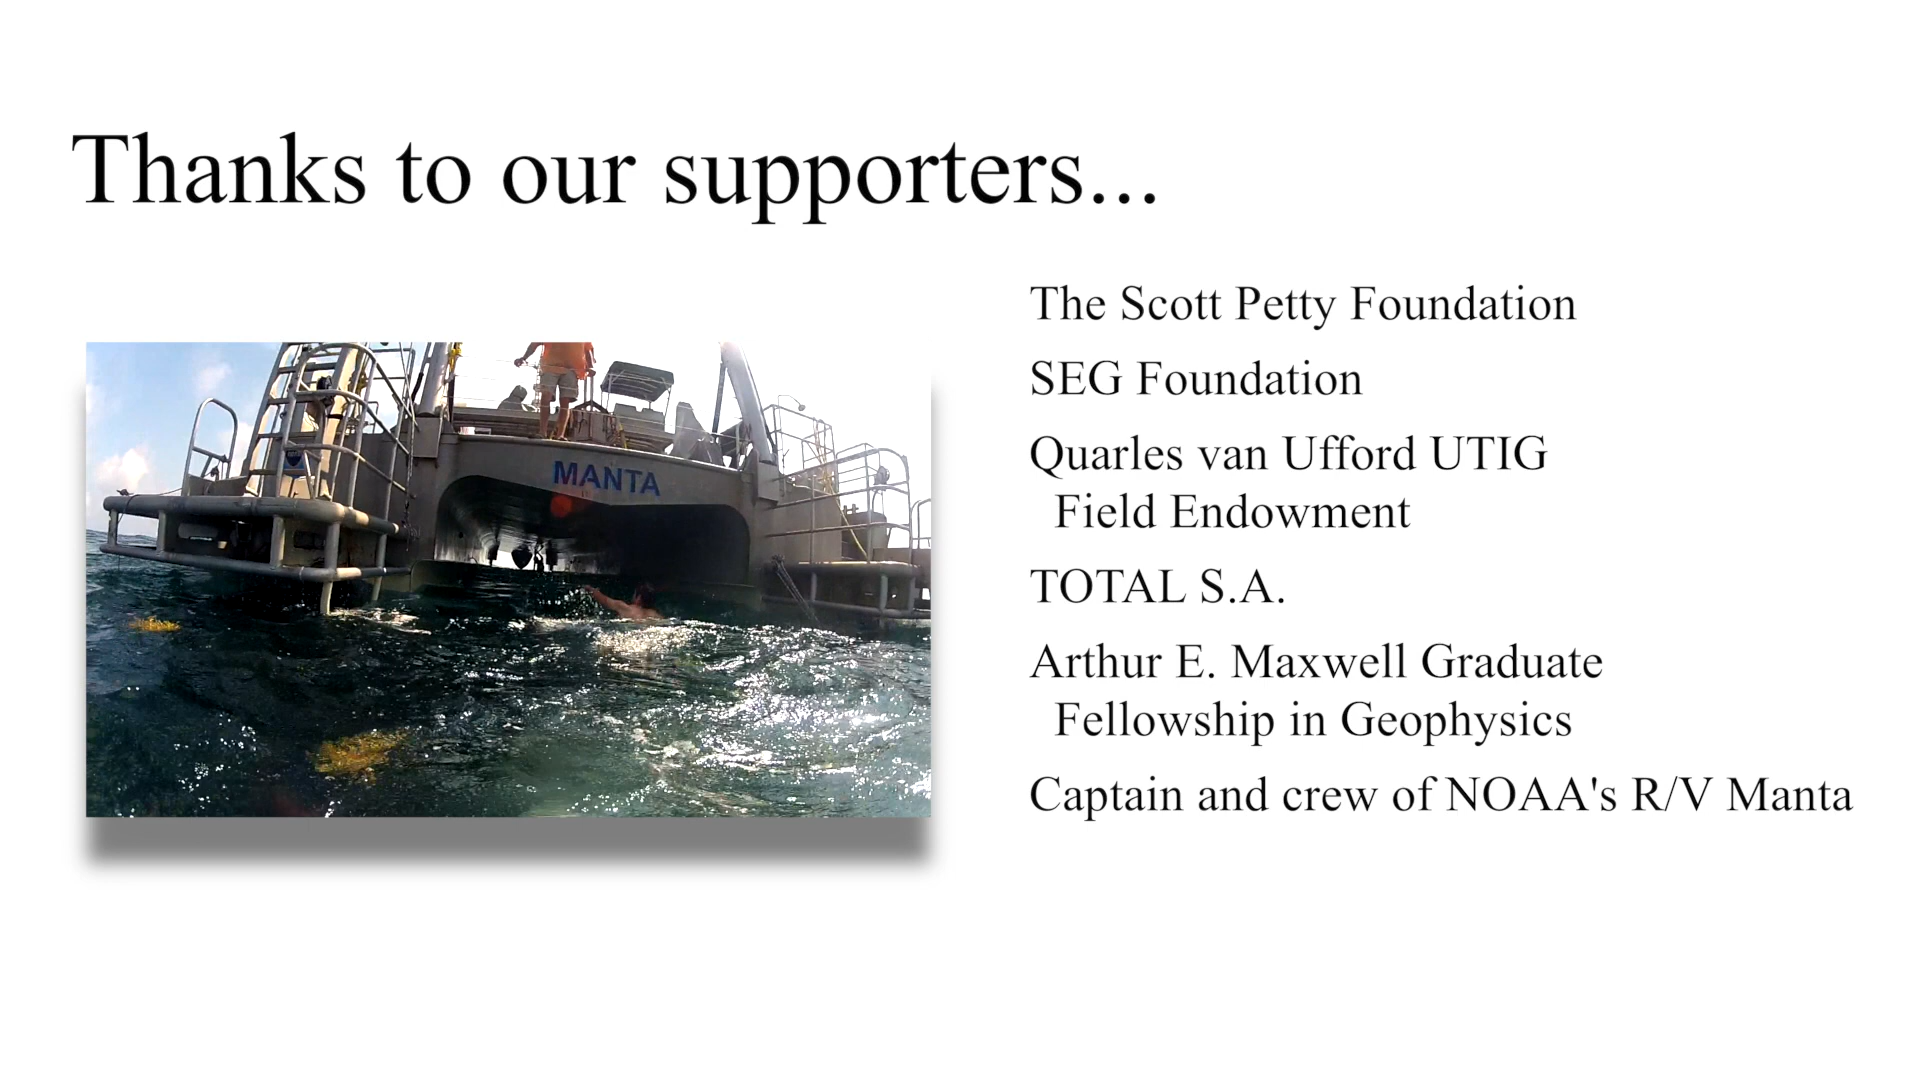 Thanks to our supporters...
MANTA
The Scott Petty Foundation
SEG Foundation
Quarles van Ufford UTIG
Field Endowment
TOTAL S.A.
Arthur E. Maxwell Graduate
Fellowship in Geophysics
Captain and crew of NOAA's R/V Manta